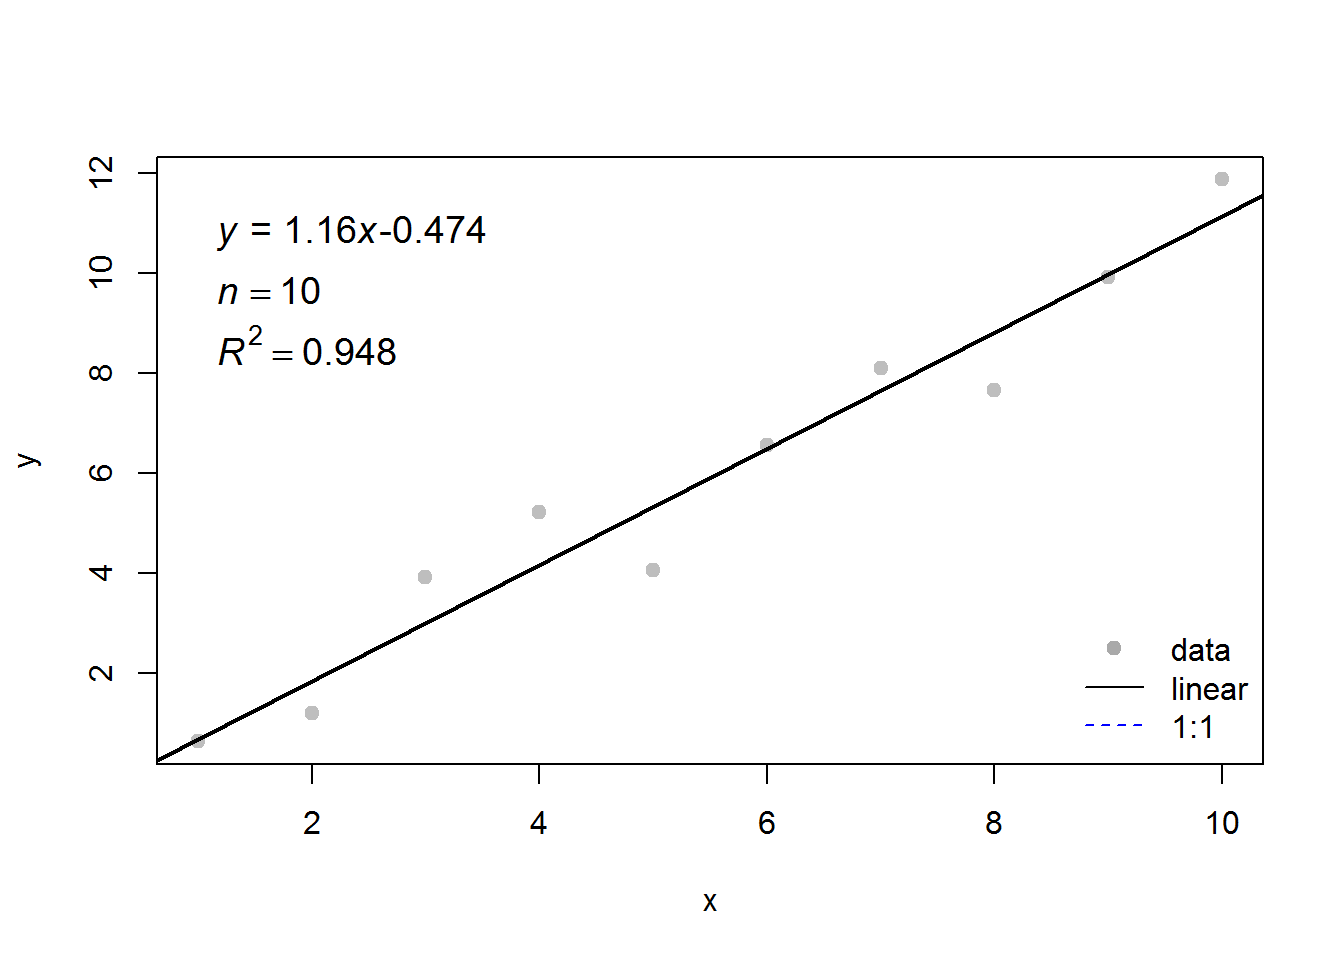 y = 1.16x-0.474
n = 10
R² = 0.948
12
10
8
6
4
2
y
data
linear
1:1
2 4 6 8 10
x